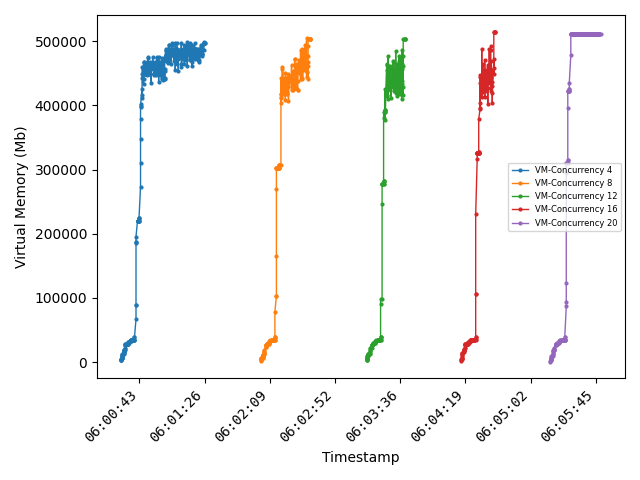 500000
400000
300000
200000
100000
0
Virtual Memory (Mb)
VM-Concurrency 4
VM-Concurrency 8
VM-Concurrency 12
VM-Concurrency 16
VM-Concurrency 20
06:00:43
06:01:26
06:02:09
06:02:52
06:03:36
06:04:19
06:05:02
06:05:45
Timestamp